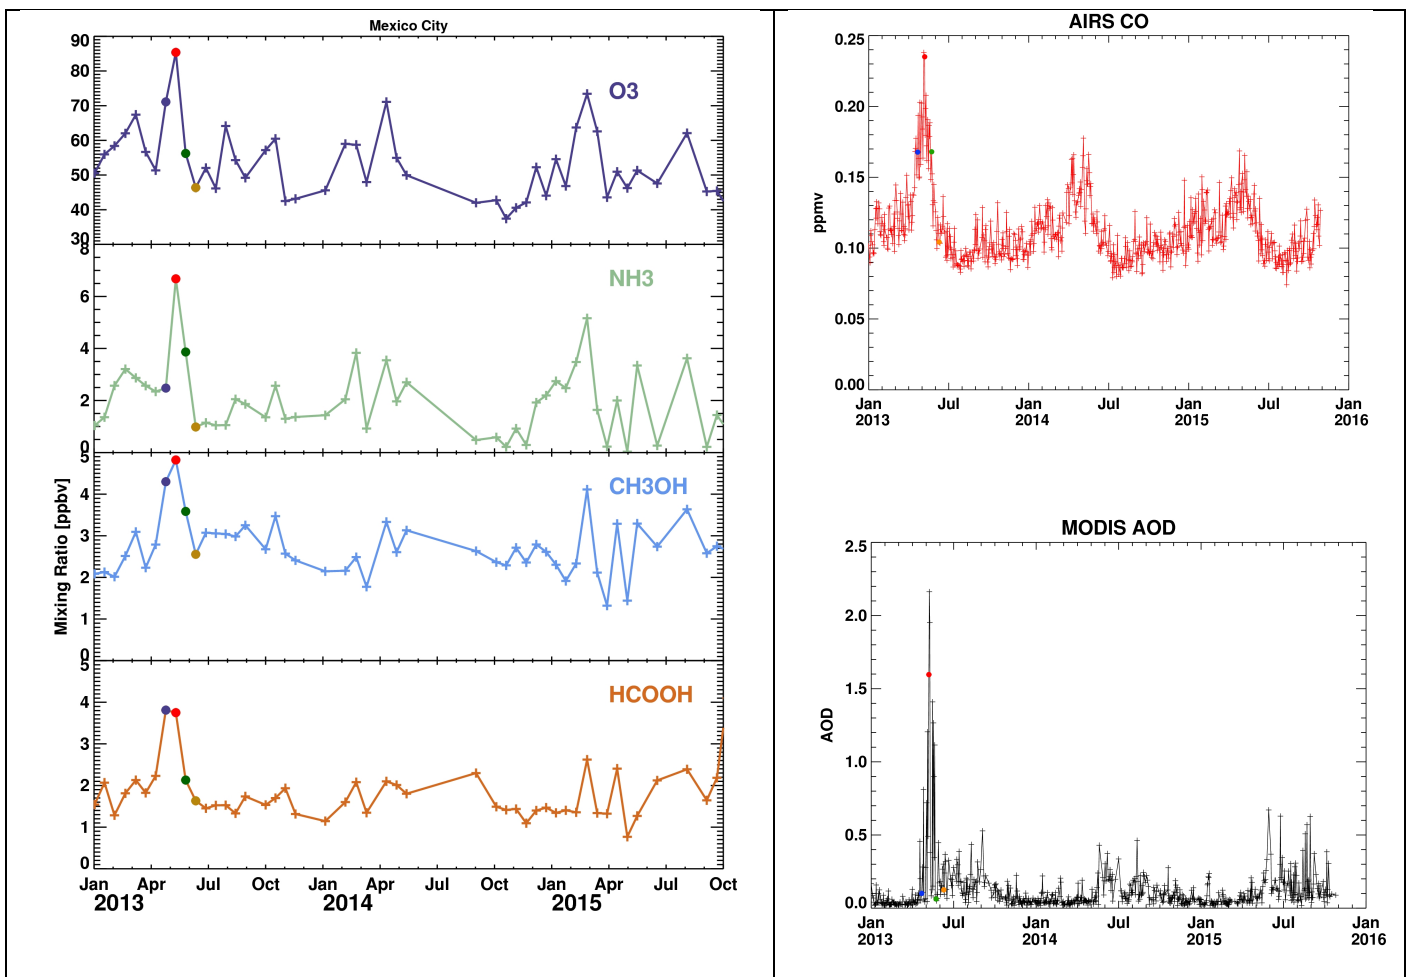 Mexico City
90
80
70
60
50
40
30
O3
8
6
4
2
0
NH3
Mixing Ratio [ppbv]
5
4
3
2
1
0
CH3OH
5
4
3
2
1
0
HCOOH
Jan Apr Jul Oct Jan Apr Jul Oct Jan Apr Jul Oct
2013 2014 2015
AIRS CO
ppmv
0.25
0.20
0.15
0.10
0.05
0.00
Jan Jul Jan Jul Jan Jul Jan
2013 2014 2015 2016
MODIS AOD
AOD
2.5
2.0
1.5
1.0
0.5
0.0
Jan Jul Jan Jul Jan Jul Jan
2013 2014 2015 2016